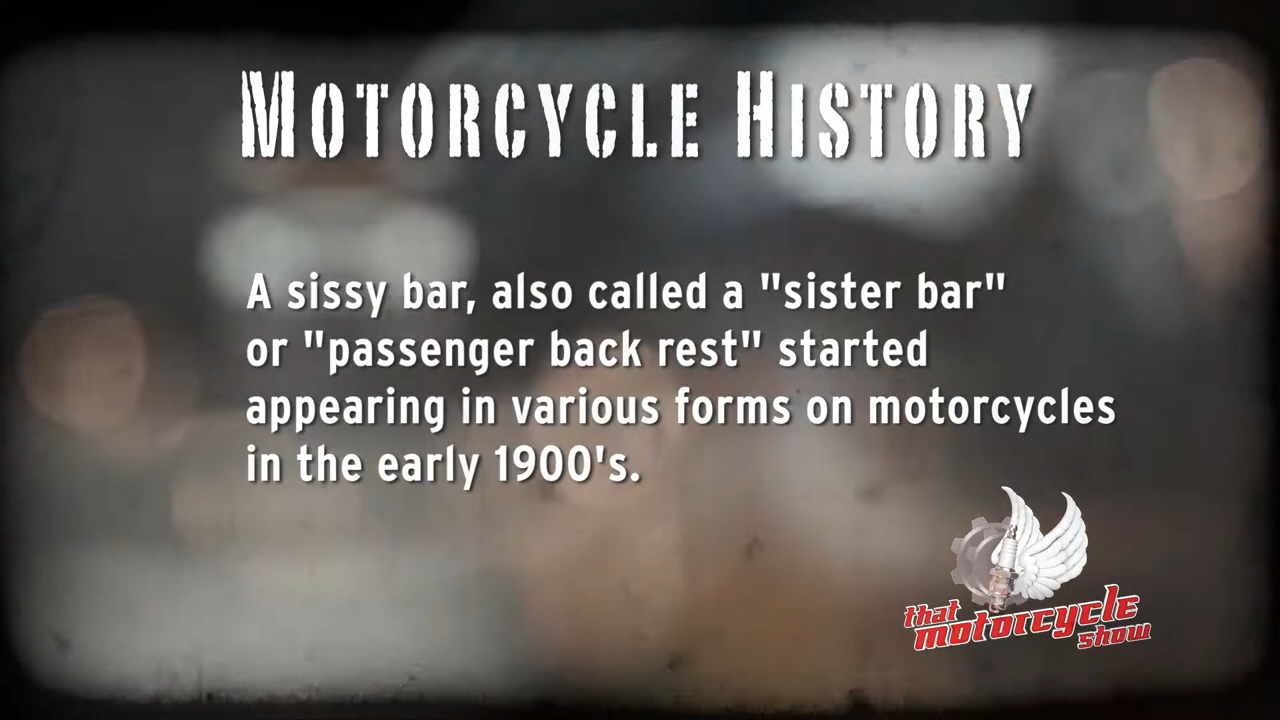 MOTORCYCLE HISTORY
A sissy bar, also called a "sister bar"
or "passenger back rest" started
appearing in various forms on motorcycles
in the early 1900's.
that
motorcycle
show